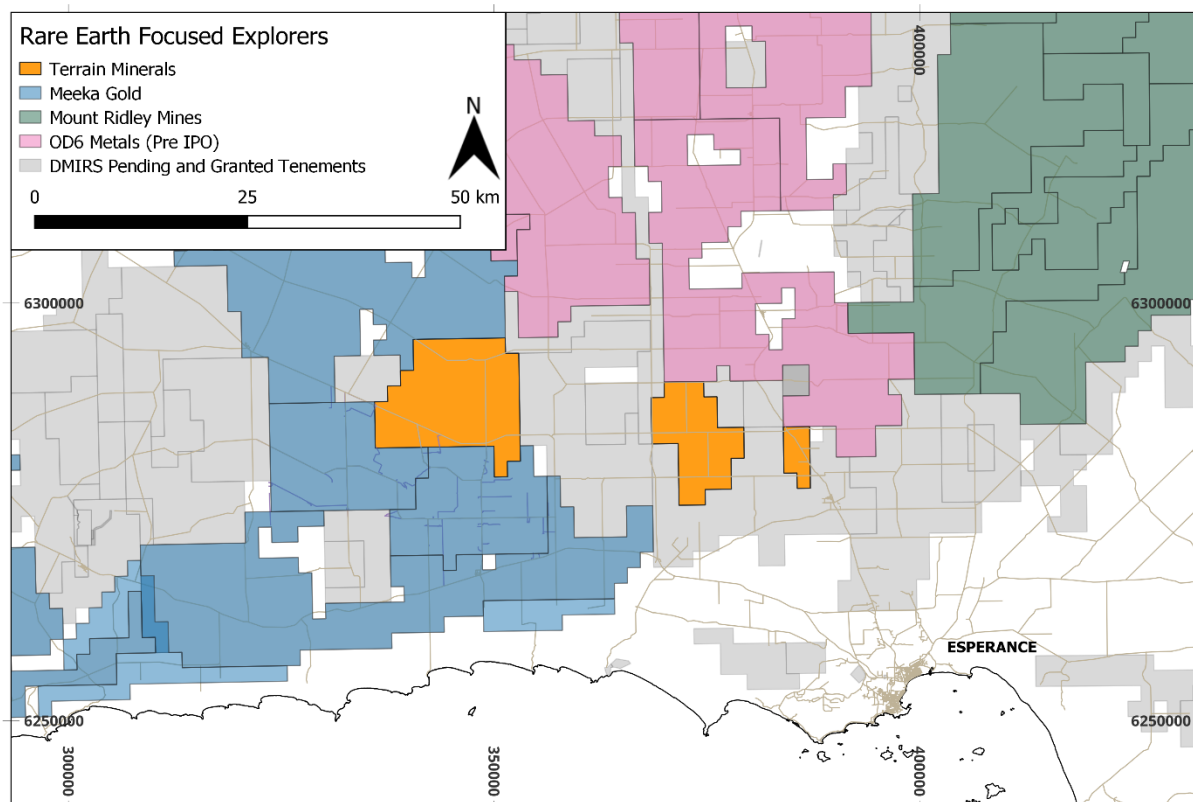 Rare Earth Focused Explorers
Terrain Minerals
Meeka Gold
Mount Ridley Mines
OD6 Metals (Pre IPO)
DMIRS Pending and Granted Tenements
N
0 25 50 km
400000
6300000 6300000
ESPERANCE
6250000 6250000
300000 350000 400000